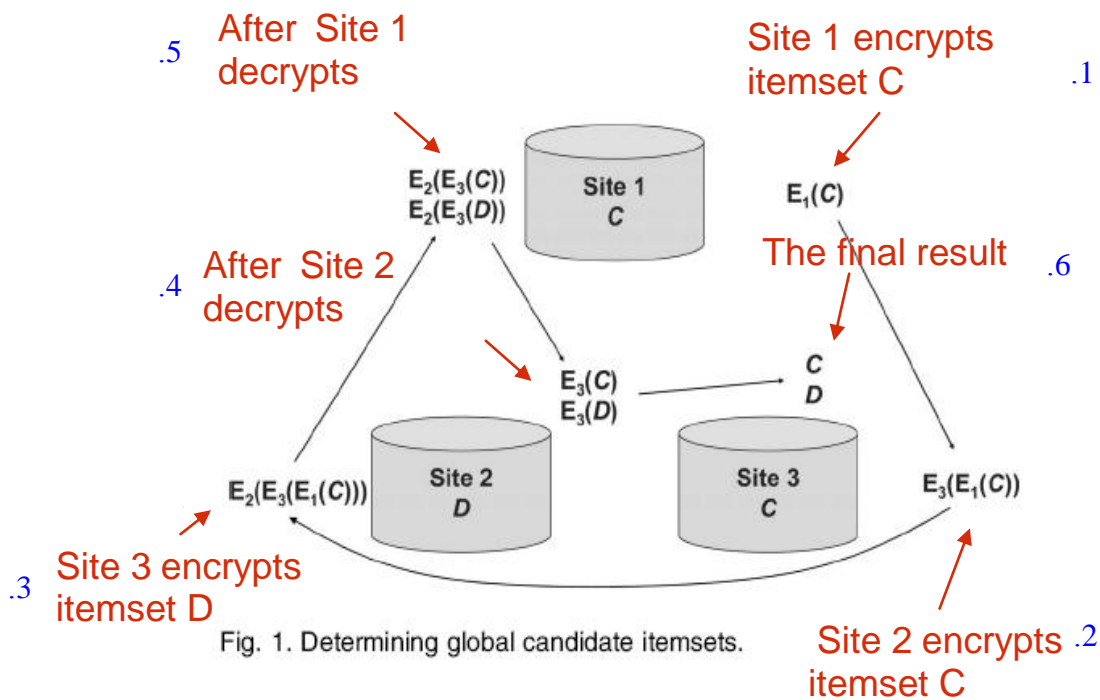 .5
After Site 1
decrypts
Site 1 encrypts
itemset C
.1
E₂(E₃(C))
E₂(E₃(D))
Site 1
C
E₁(C)
.4
After Site 2
decrypts
The final result
.6
E₃(C)
E₃(D)
C
D
E₂(E₃(E₁(C)))
Site 2
D
Site 3
C
E₃(E₁(C))
.3
Site 3 encrypts
itemset D
Fig. 1. Determining global candidate itemsets.
Site 2 encrypts
itemset C
.2